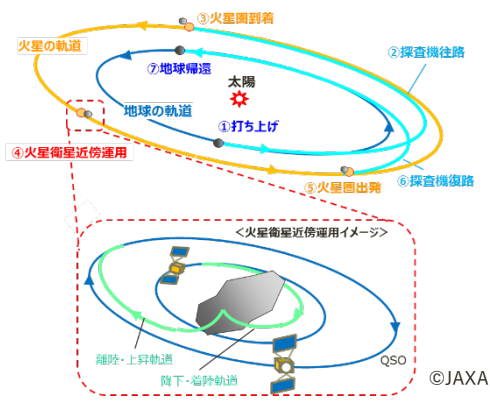 ③火星圏到着
火星の軌道
②探査機往路
⑦地球帰還
太陽
地球の軌道
①打ち上げ
④火星衛星近傍運用
⑤火星圏出発
⑥探査機復路
<火星衛星近傍運用イメージ>
離陸・上昇軌道
降下・着陸軌道
QSO
©JAXA